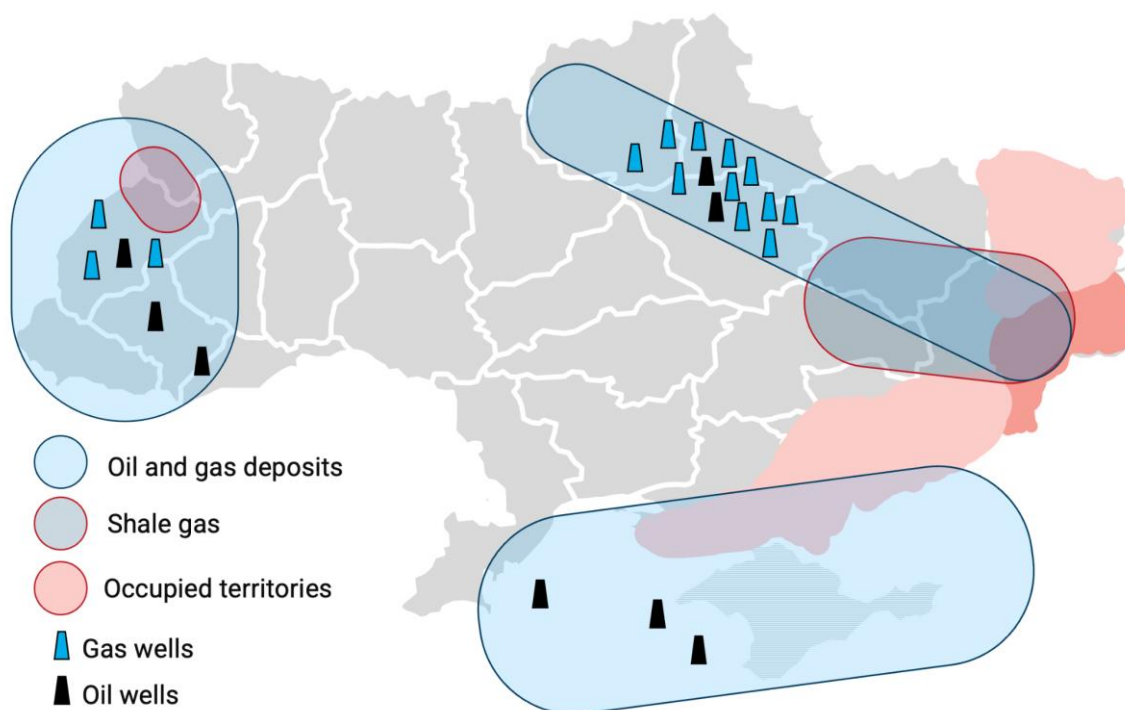 Oil and gas deposits
Shale gas
Occupied territories
Gas wells
Oil wells